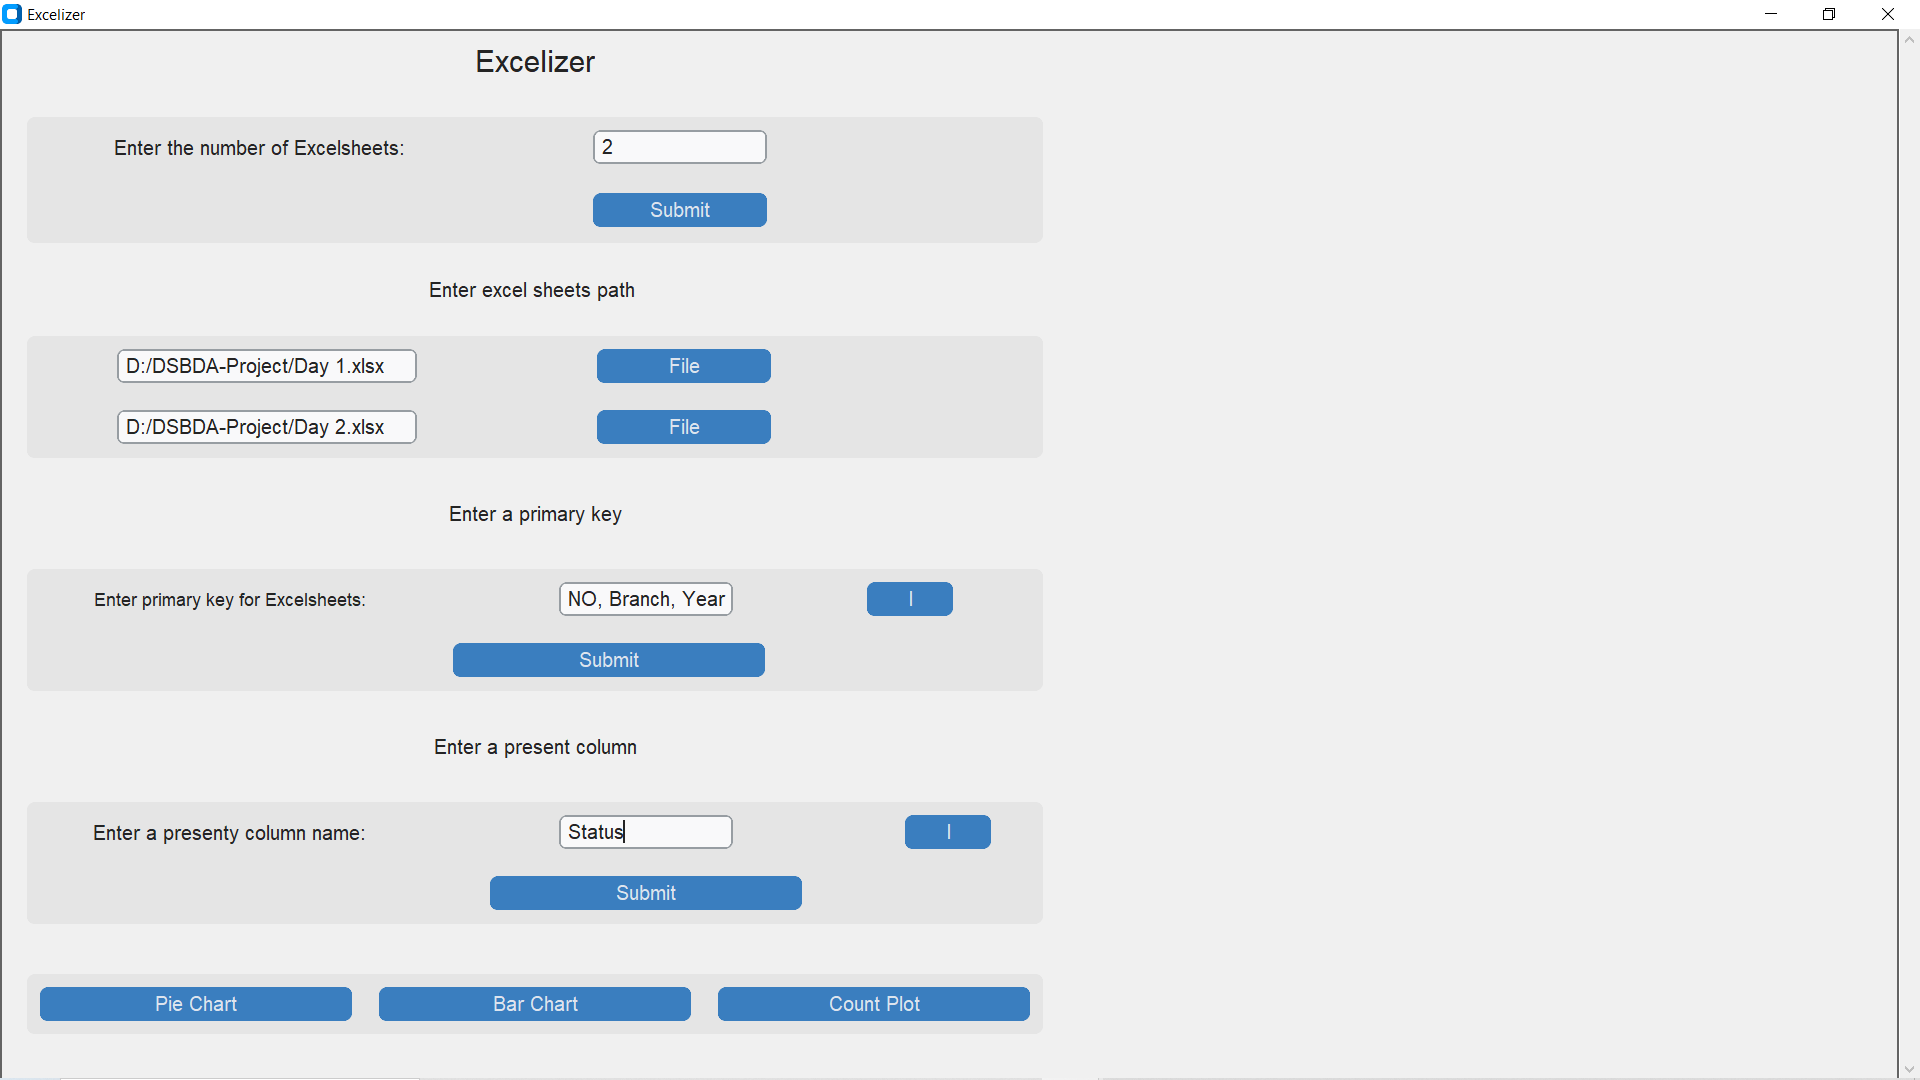 Excelizer
Excelizer
Enter the number of Excelsheets: 2
Submit
Enter excel sheets path
D:/DSBDA-Project/Day 1.xlsx File
D:/DSBDA-Project/Day 2.xlsx File
Enter a primary key
Enter primary key for Excelsheets: NO, Branch, Year I
Submit
Enter a present column
Enter a presenty column name: Status I
Submit
Pie Chart Bar Chart Count Plot